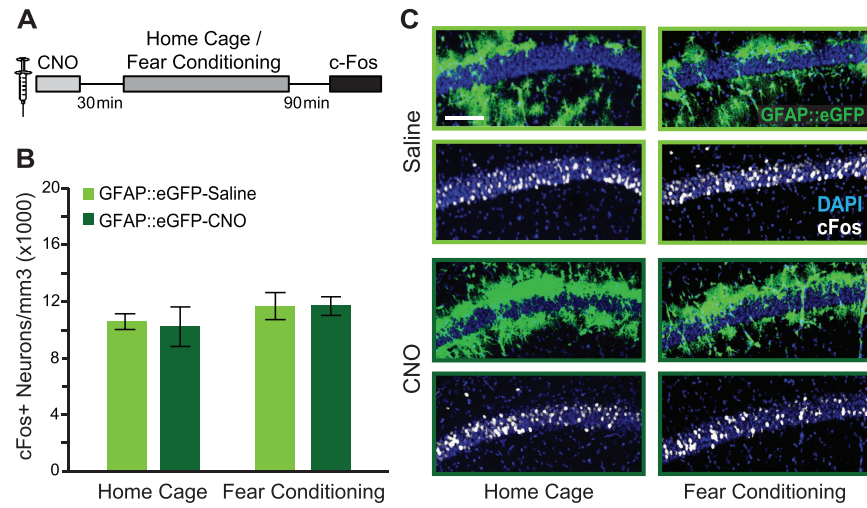 A
Home Cage /
Fear Conditioning
CNO
c-Fos
30min
90min
B
cFos+ Neurons/mm3 (x1000)
20
16
12
8
4
0
GFAP::eGFP-Saline
GFAP::eGFP-CNO
Home Cage
Fear Conditioning
C
Saline
CNO
GFAP::eGFP
DAPI
cFos
Home Cage
Fear Conditioning